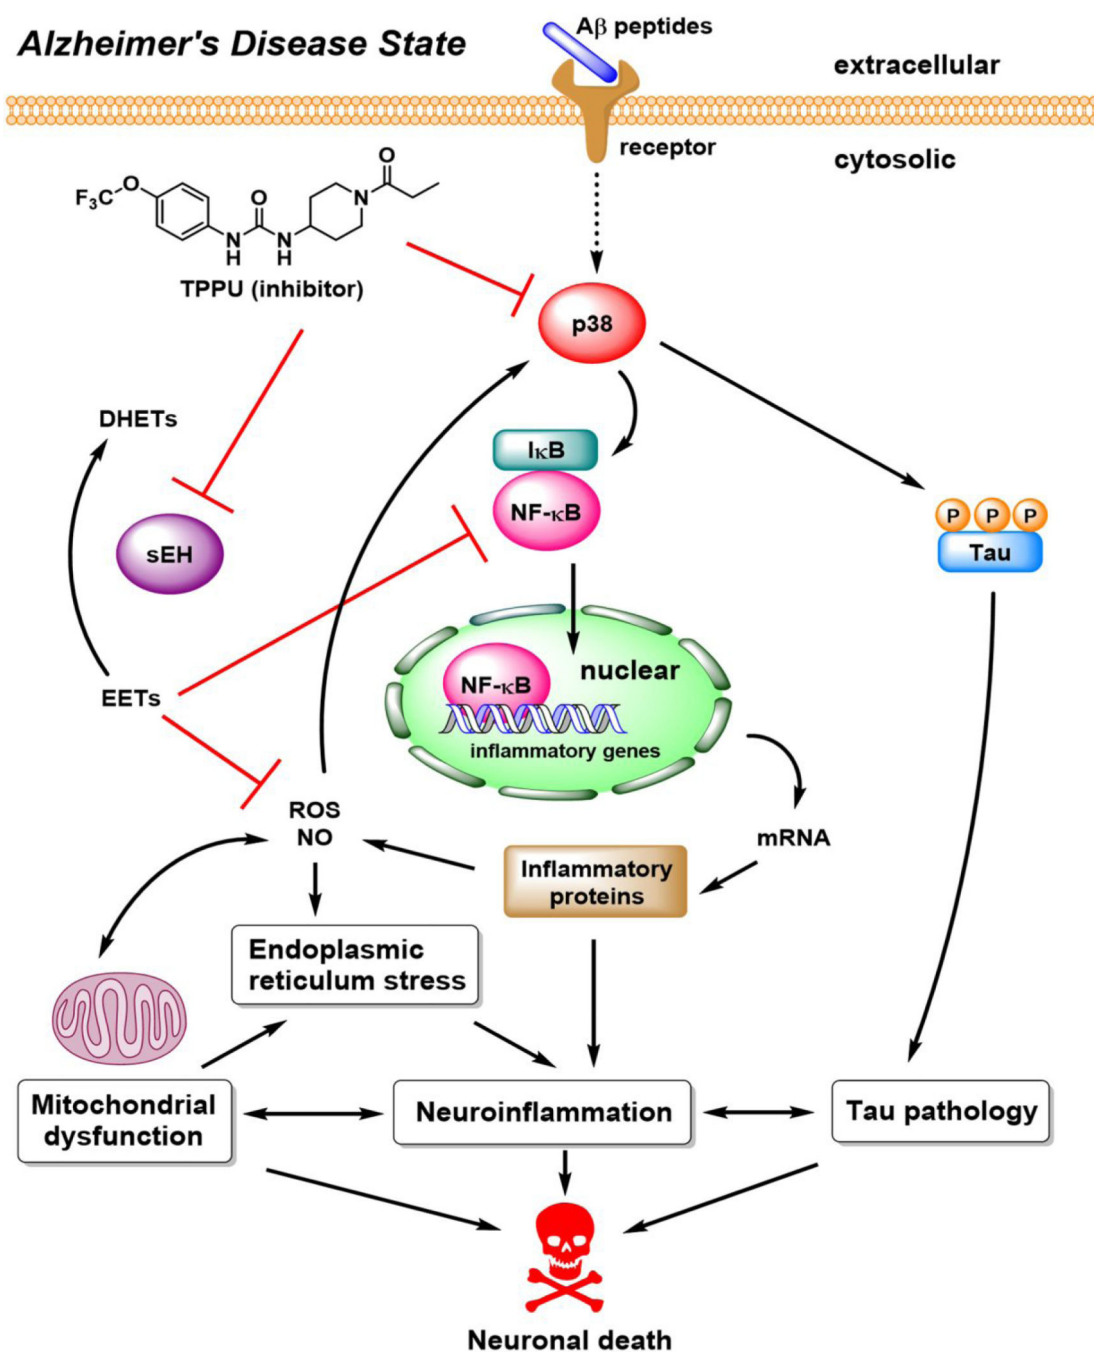 Alzheimer's Disease State
Aβ peptides
extracellular
receptor
cytosolic
F₃C
O
O
N
H
N
H
N
O
TPPU (inhibitor)
p38
DHETs
IκB
NF-κB
sEH
P P P
Tau
EETs
nuclear
NF-κB
inflammatory genes
ROS
NO
mRNA
Inflammatory
proteins
Endoplasmic
reticulum stress
Mitochondrial
dysfunction
Neuroinflammation
Tau pathology
Neuronal death